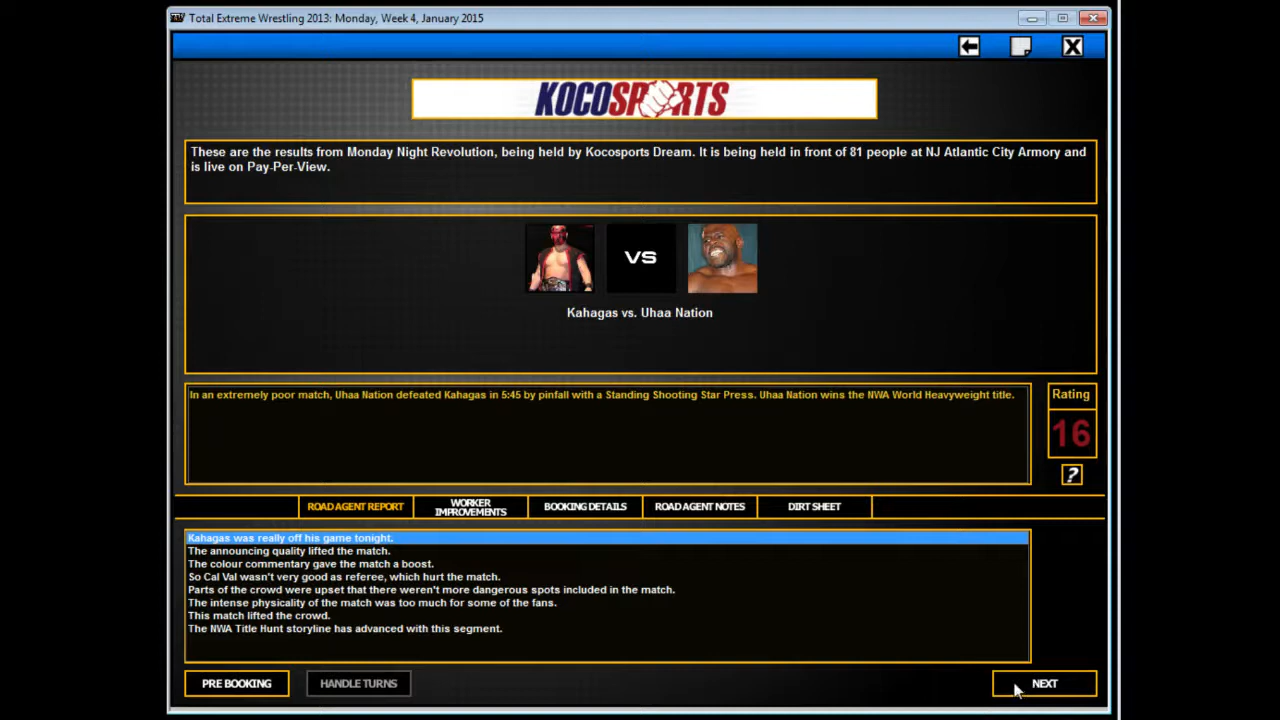 Total Extreme Wrestling 2013: Monday, Week 4, January 2015
KOCOSPORTS
These are the results from Monday Night Revolution, being held by Kocosports Dream. It is being held in front of 81 people at NJ Atlantic City Armory and
is live on Pay-Per-View.
VS
Kahagas vs. Uhaa Nation
In an extremely poor match, Uhaa Nation defeated Kahagas in 5:45 by pinfall with a Standing Shooting Star Press. Uhaa Nation wins the NWA World Heavyweight title.
Rating
16
?
ROAD AGENT REPORT
WORKER
IMPROVEMENTS
BOOKING DETAILS
ROAD AGENT NOTES
DIRT SHEET
Kahagas was really off his game tonight.
The announcing quality lifted the match.
The colour commentary gave the match a boost.
So Cal Val wasn't very good as referee, which hurt the match.
Parts of the crowd were upset that there weren't more dangerous spots included in the match.
The intense physicality of the match was too much for some of the fans.
This match lifted the crowd.
The NWA Title Hunt storyline has advanced with this segment.
PRE BOOKING
HANDLE TURNS
NEXT